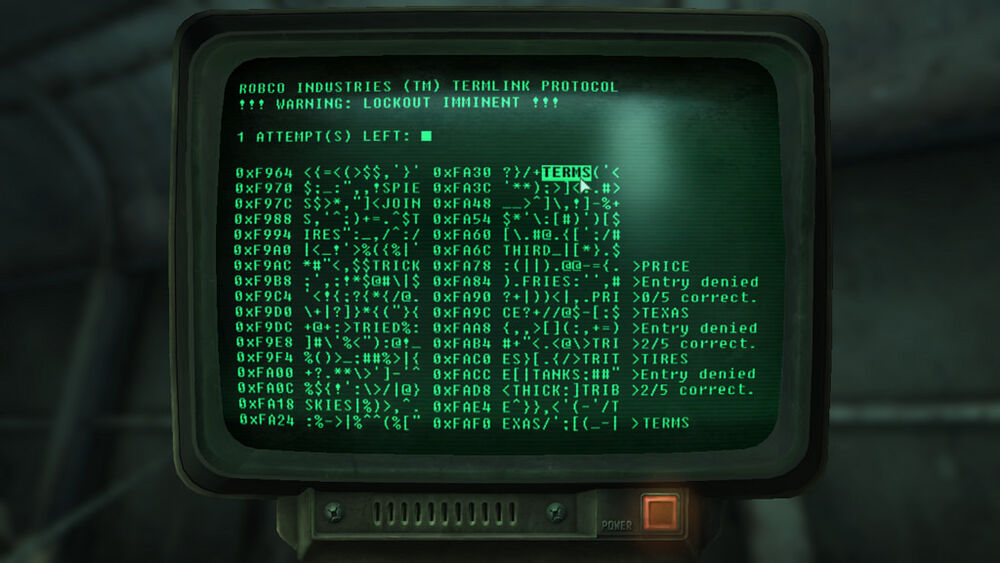 ROBCO INDUSTRIES (TM) TERMLINK PROTOCOL
!!! WARNING: LOCKOUT IMMINENT !!!
1 ATTEMPT(S) LEFT:
0xF964 <{=<(>$$,'}' 0xFA30 ?}/+TERMS('<
0xF970 $;_:",,!SPIE 0xFA3C '**);>]<.#>
0xF97C S$>*,"]<JOIN 0xFA48 __>^]\,!]-%+
0xF988 S,'^:)+=.^$T 0xFA54 $*'\:[#)')[$
0xF994 IRES":_,/^:/ 0xFA60 [\.#@.{[':/#
0xF9A0 |<_!'>%({%|' 0xFA6C THIRD_|[*}.$
0xF9AC *#"<,$$TRICK 0xFA78 :(||).@@-={. >PRICE
0xF9B8 ;',:!*$@#\|$ 0xFA84 ).FRIES:'',# >Entry denied
0xF9C4 '<!{;?{*{/@. 0xFA90 ?+|))<|,.PRI >0/5 correct.
0xF9D0 \+|?]}*{("}{ 0xFA9C CE?+//@$-[:$ >TEXAS
0xF9DC +@+:>TRIED%: 0xFAA8 {,,>[](:,+=) >Entry denied
0xF9E8 ]#\'%<"):@!_ 0xFAB4 #+"<.<@\>TRI >2/5 correct.
0xF9F4 %()>_:##%>|{ 0xFAC0 ES}[.{/>TRIT >TIRES
0xFA00 +?.**\>']-'^ 0xFACC E[|TANKS;##" >Entry denied
0xFA0C %${!':\>/|@} 0xFAD8 <THICK:]TRIB >2/5 correct.
0xFA18 SKIES|%)>,^. 0xFAE4 E^}},<'(-'/T
0xFA24 :%->|%^^(%[" 0xFAF0 EXAS/';[(_-| >TERMS
POWER